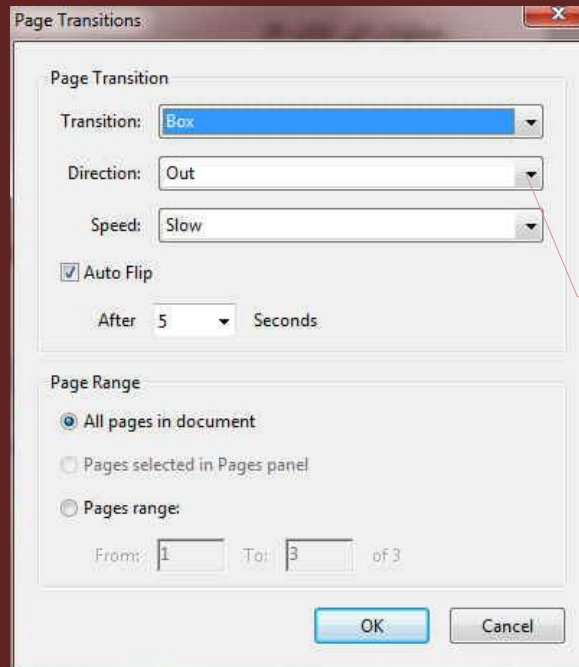 Page Transitions
Page Transition
Transition: Box
Direction: Out
Speed: Slow
Auto Flip
After 5 Seconds
Page Range
All pages in document
Pages selected in Pages panel
Pages range:
From: 1 To: 3 of 3
OK Cancel